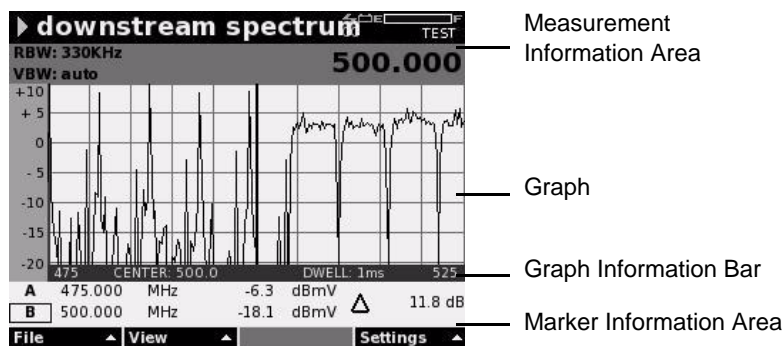 downstream spectrum
E F
TEST
RBW: 330KHz
VBW: auto
500.000
+10
+ 5
0
- 5
-10
-15
-20
475 CENTER: 500.0 DWELL: 1ms 525
A 475.000 MHz -6.3 dBmV
B 500.000 MHz -18.1 dBmV
Δ 11.8 dB
File View Settings
Measurement
Information Area
Graph
Graph Information Bar
Marker Information Area